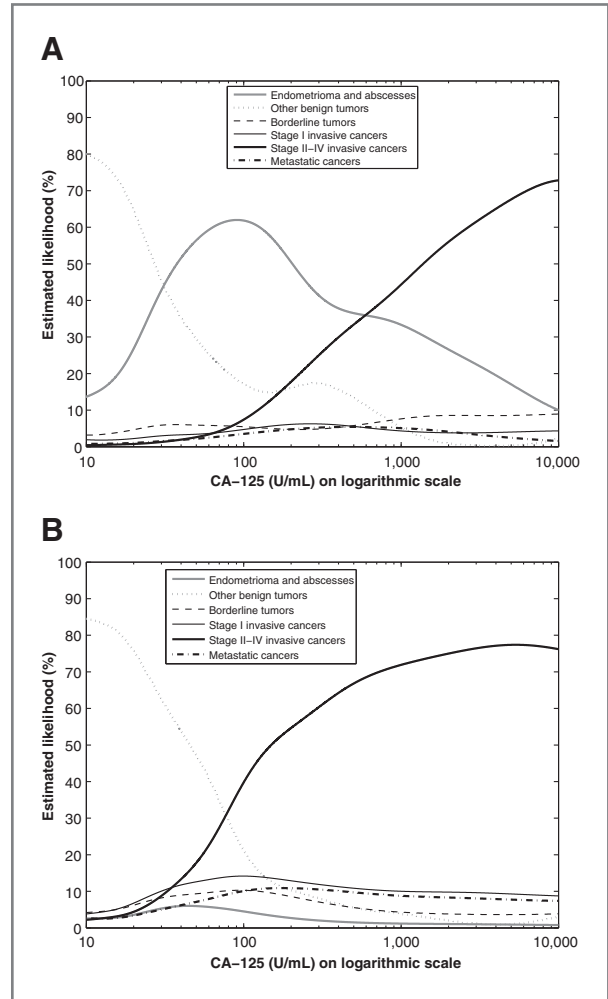 A
100
90
80
70
60
50
40
30
20
10
0
Estimated likelihood (%)
Endometrioma and abscesses
Other benign tumors
Borderline tumors
Stage I invasive cancers
Stage II–IV invasive cancers
Metastatic cancers
10 100 1,000 10,000
CA–125 (U/mL) on logarithmic scale
B
100
90
80
70
60
50
40
30
20
10
0
Estimated likelihood (%)
Endometrioma and abscesses
Other benign tumors
Borderline tumors
Stage I invasive cancers
Stage II–IV invasive cancers
Metastatic cancers
10 100 1,000 10,000
CA–125 (U/mL) on logarithmic scale